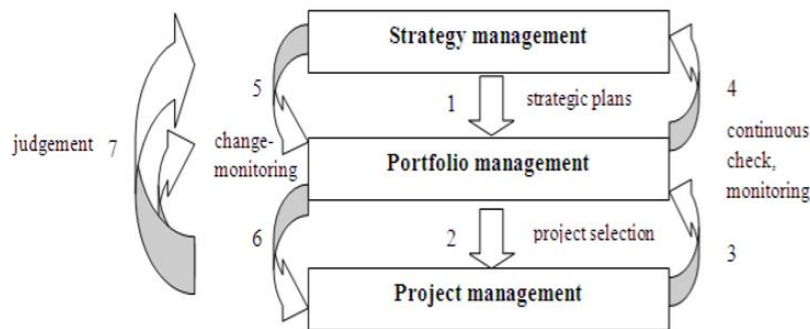 Strategy management
5
4
1
strategic plans
judgement 7
change-
monitoring
continuous
check,
monitoring
Portfolio management
6
2
project selection
3
Project management